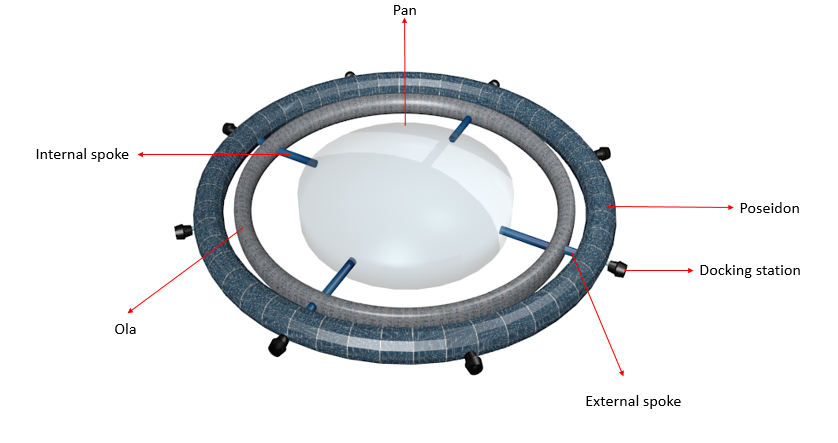 Pan
Internal spoke
Poseidon
Docking station
Ola
External spoke